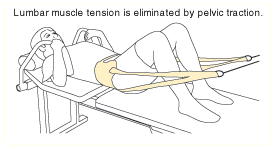 Lumbar muscle tension is eliminated by pelvic traction.